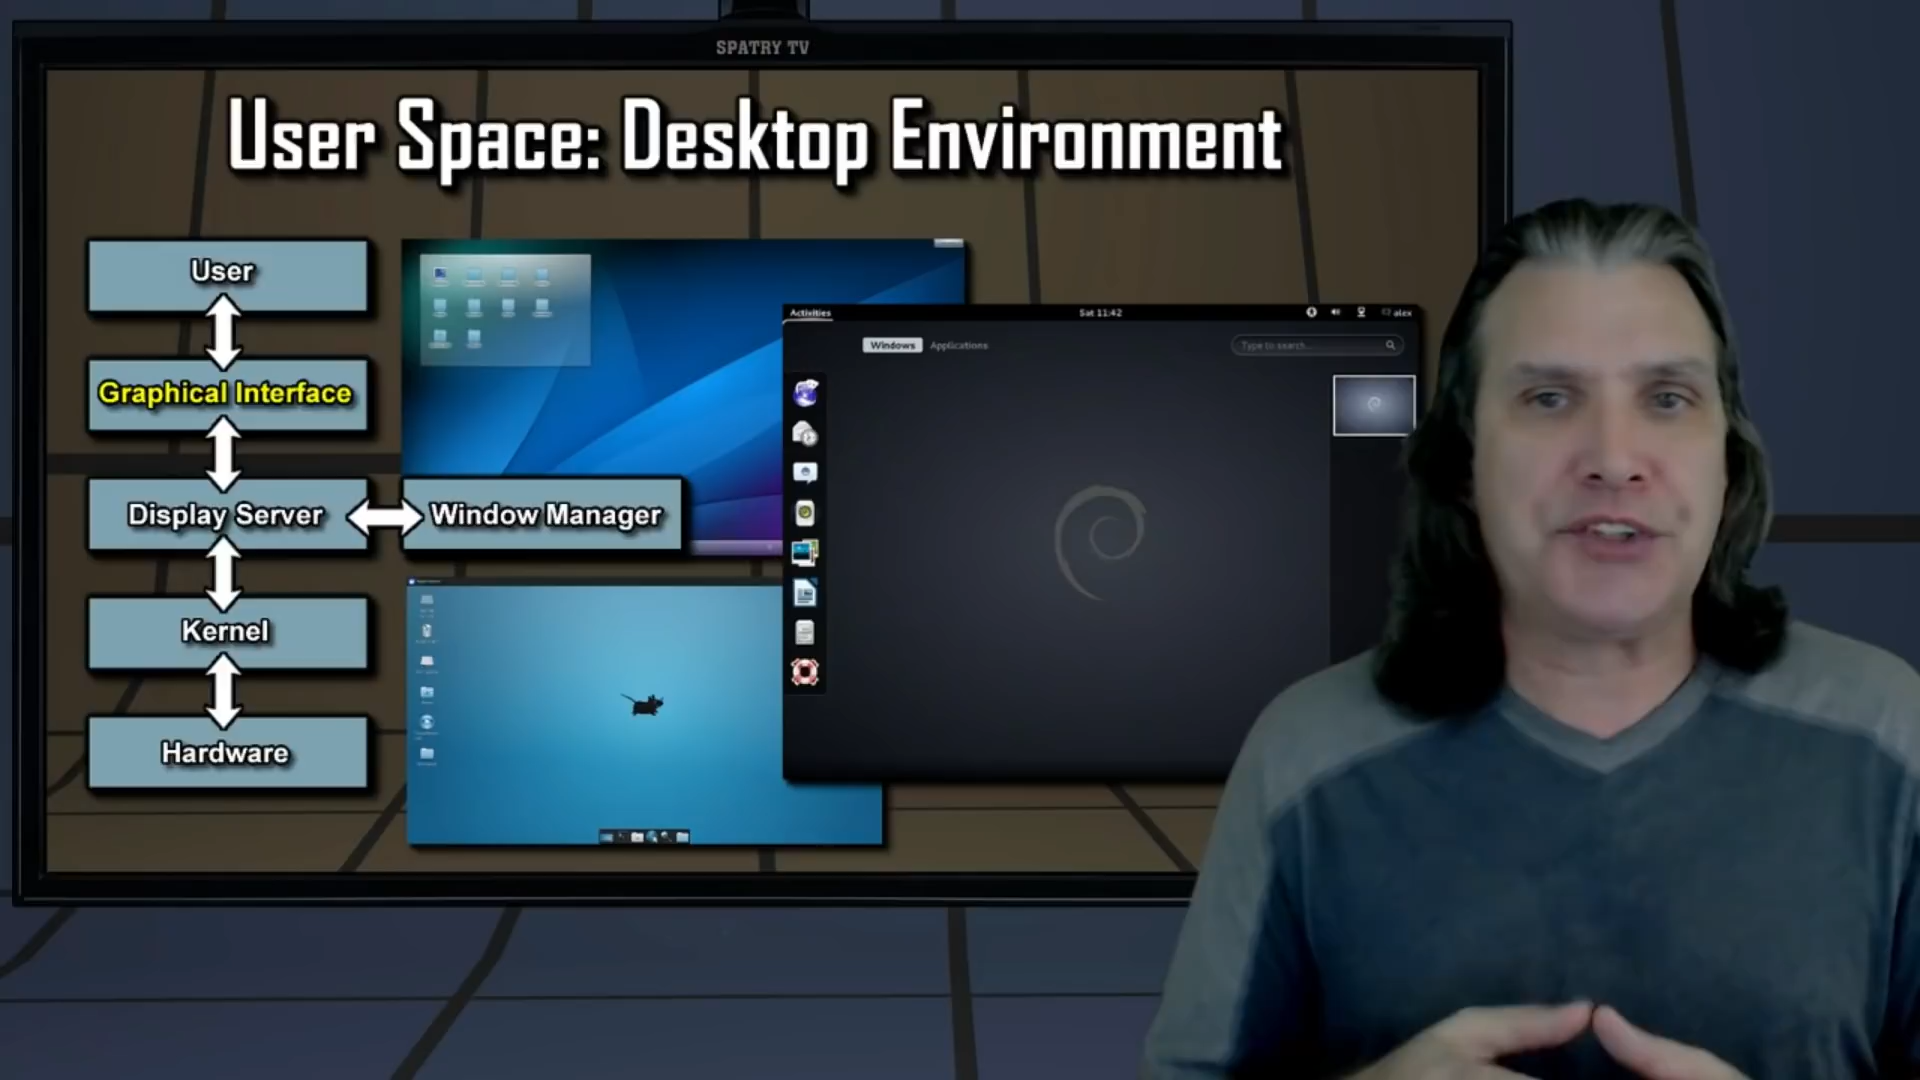 SPATRY TV
User Space: Desktop Environment
User
Graphical Interface
Display Server
Window Manager
Kernel
Hardware
Activities
Sat 11:42
alex
Windows
Applications
Type to search...